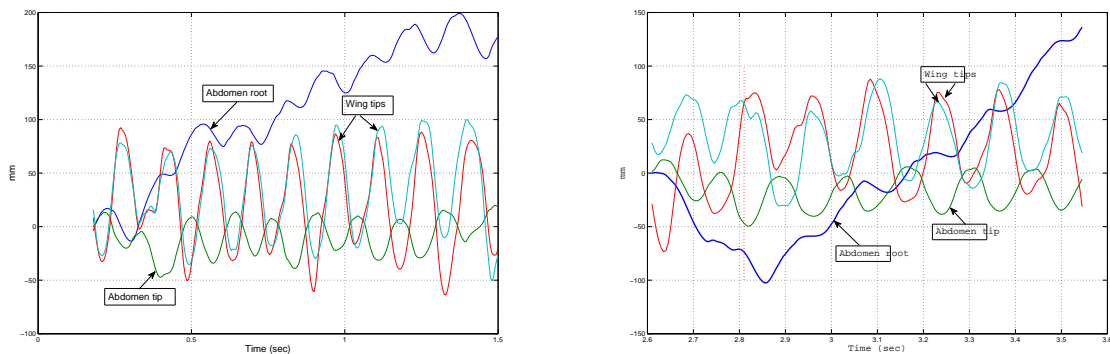 200
150
100
50
0
−50
−100
0
0.5
1
1.5
mm
Time (sec)
Abdomen root
Wing tips
Abdomen tip
150
100
50
0
−50
−100
−150
2.6
2.7
2.8
2.9
3
3.1
3.2
3.3
3.4
3.5
3.6
mm
Time (sec)
Wing tips
Abdomen tip
Abdomen root